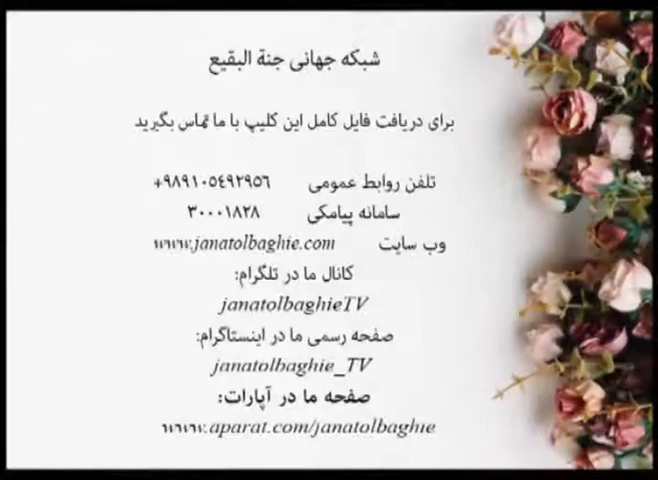 شبکه جهانی جنة البقیع
برای دریافت فایل کامل این کلیپ با ما تماس بگیرید
تلفن روابط عمومی +٩٨٩١٠٥٤٩٢٩٥٦
سامانه پیامکی ٣٠٠٠١٨٢٨
وب سایت www.janatolbaghie.com
کانال ما در تلگرام:
janatolbaghieTV
صفحه رسمی ما در اینستاگرام:
janatolbaghie_TV
صفحه ما در آپارات:
www.aparat.com/janatolbaghie